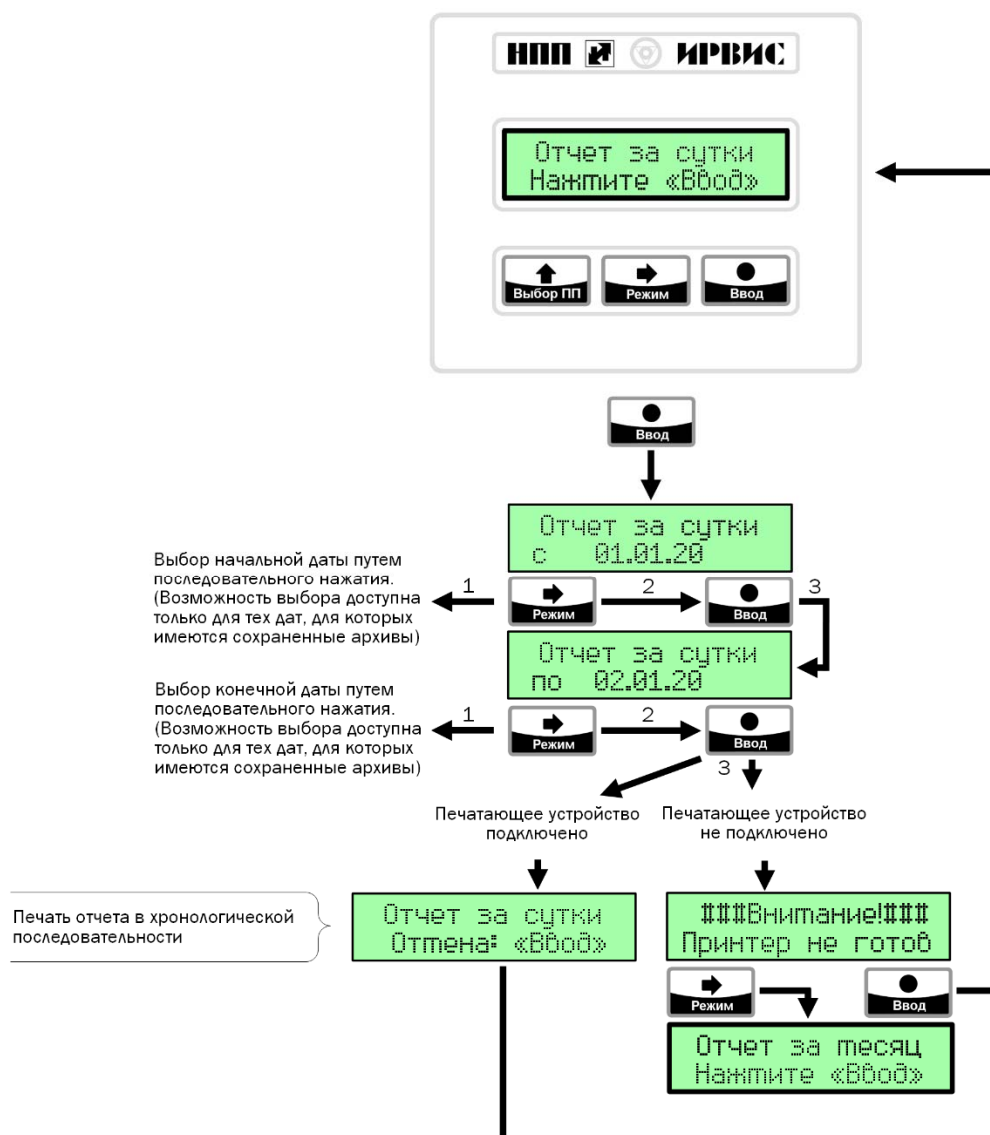 НПП ИРВИС
Отчет за сутки
Нажтите «Ввод»
Выбор ПП Режим Ввод
Ввод
Отчет за сутки
с 01.01.20
Выбор начальной даты путем
последовательного нажатия.
(Возможность выбора доступна
только для тех дат, для которых
имеются сохраненные архивы)
1 Режим 2 Ввод 3
Отчет за сутки
по 02.01.20
Выбор конечной даты путем
последовательного нажатия.
(Возможность выбора доступна
только для тех дат, для которых
имеются сохраненные архивы)
1 Режим 2 Ввод
3
Печатающее устройство
подключено
Печатающее устройство
не подключено
Печать отчета в хронологической
последовательности
Отчет за сутки
Отмена: «Ввод»
###Внимание!###
Принтер не готов
Режим Ввод
Отчет за месяц
Нажтите «Ввод»